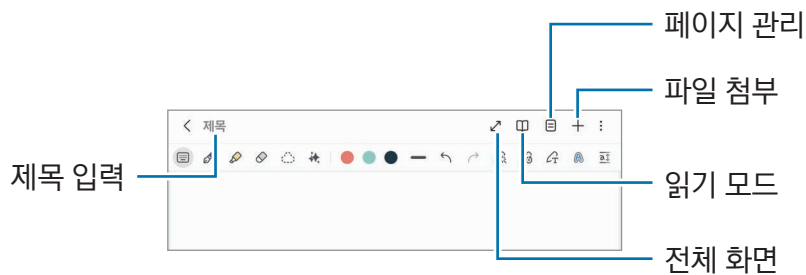 페이지 관리
파일 첨부
제목
제목 입력
읽기 모드
전체 화면